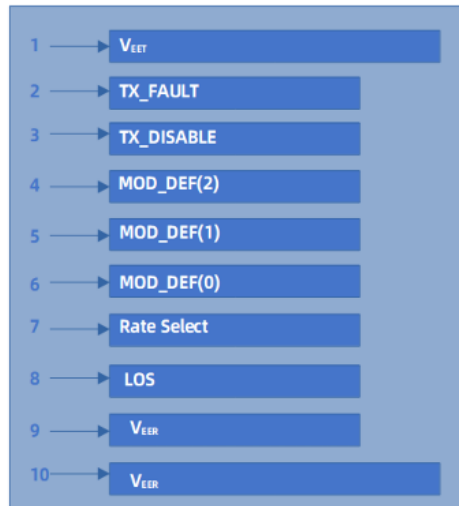 1 VEET
2 TX_FAULT
3 TX_DISABLE
4 MOD_DEF(2)
5 MOD_DEF(1)
6 MOD_DEF(0)
7 Rate Select
8 LOS
9 VEER
10 VEER